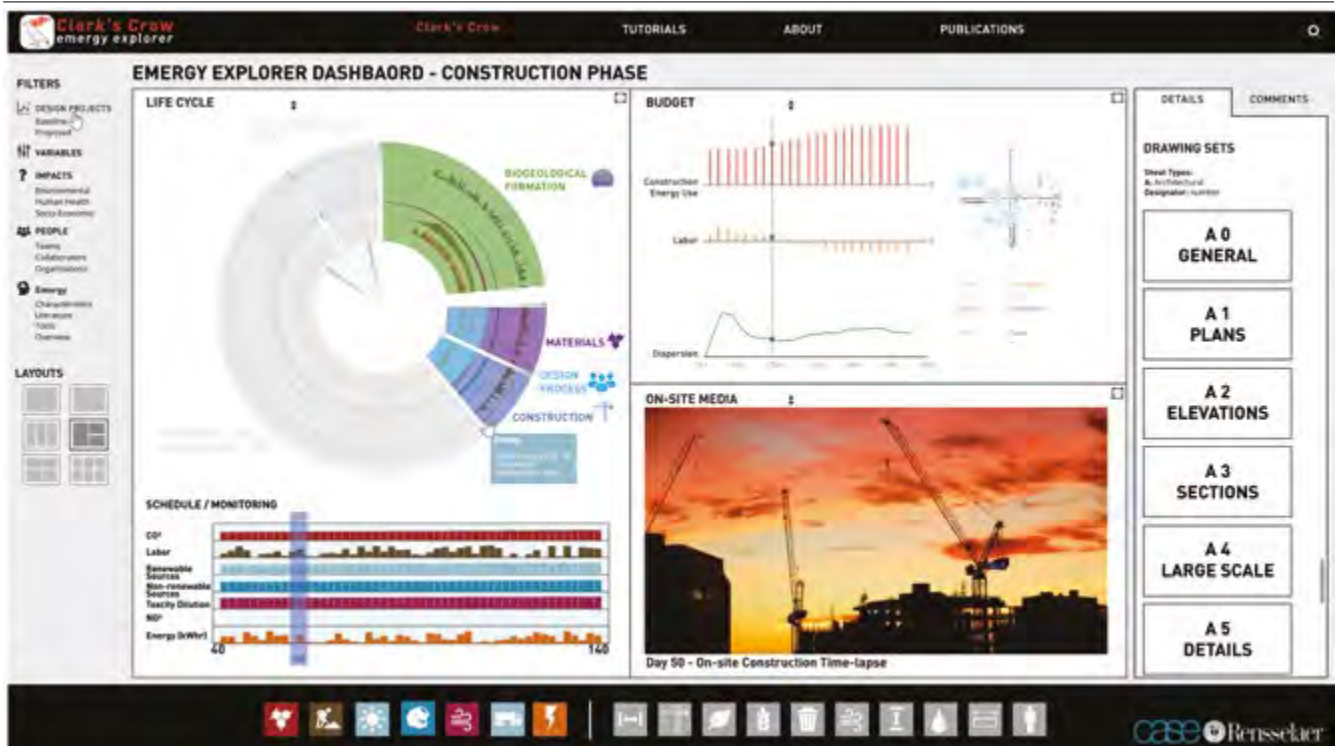 Clark's Crow
emergy explorer
Clark's Crow
TUTORIALS
ABOUT
PUBLICATIONS
EMERGY EXPLORER DASHBAORD - CONSTRUCTION PHASE
FILTERS
DESIGN PROJECTS
Baseline
Proposed
VARIABLES
? IMPACTS
Environmental
Human Health
Socio-Economic
PEOPLE
Teams
Collaborators
Organizations
Emergy
Characteristics
Literature
Tools
Overview
LAYOUTS
LIFE CYCLE
BIOGEOLOGICAL
FORMATION
MATERIALS
DESIGN
PROCESS
CONSTRUCTION
SCHEDULE / MONITORING
CO²
Labor
Renewable
Sources
Non-renewable
Sources
Toxcity Dilution
NO²
Energy (kWhr)
40
140
BUDGET
Construction
Energy Use
Labor
Dispersion
ON-SITE MEDIA
Day 50 - On-site Construction Time-lapse
DETAILS
COMMENTS
DRAWING SETS
Sheet Types:
A: Architectural
Designator: number
A 0
GENERAL
A 1
PLANS
A 2
ELEVATIONS
A 3
SECTIONS
A 4
LARGE SCALE
A 5
DETAILS
case Rensselaer